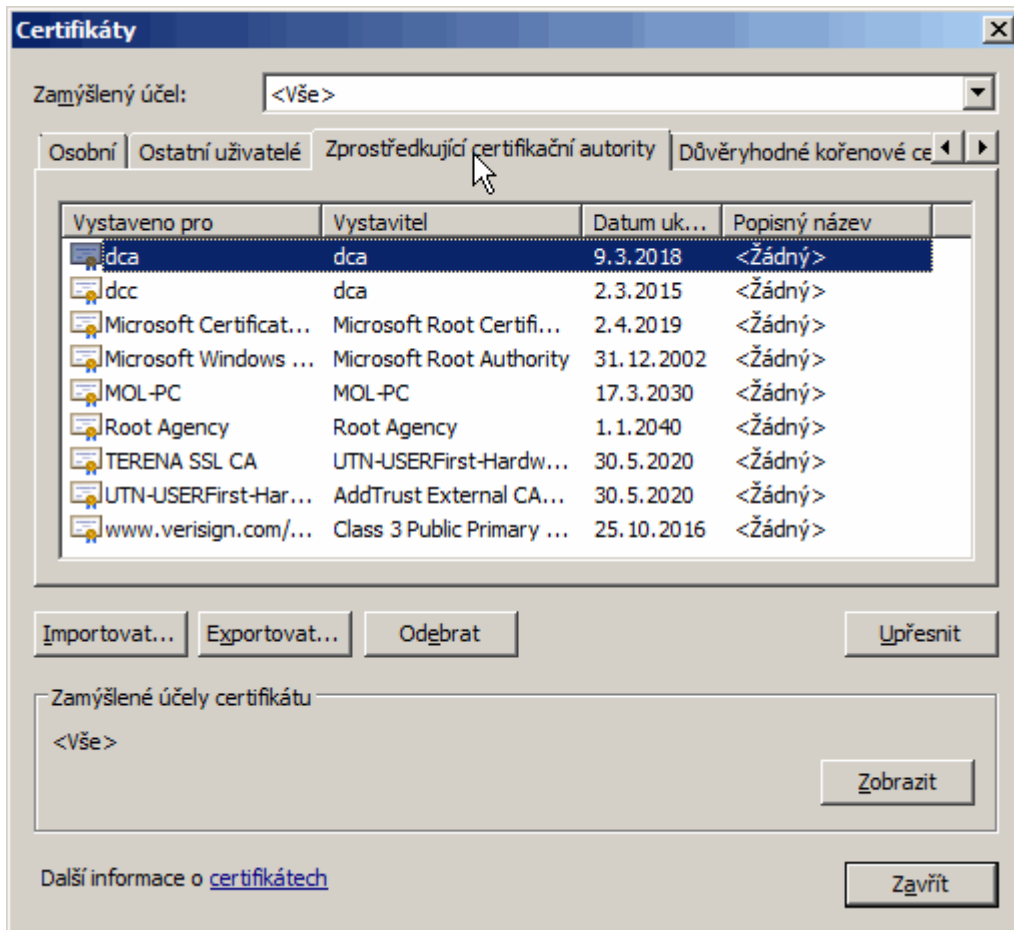 Certifikáty
Zamýšlený účel: <Vše>
Osobní Ostatní uživatelé Zprostředkující certifikační autority Důvěryhodné kořenové ce
Vystaveno pro Vystavitel Datum uk... Popisný název
dca dca 9.3.2018 <Žádný>
dcc dca 2.3.2015 <Žádný>
Microsoft Certificat... Microsoft Root Certifi... 2.4.2019 <Žádný>
Microsoft Windows ... Microsoft Root Authority 31.12.2002 <Žádný>
MOL-PC MOL-PC 17.3.2030 <Žádný>
Root Agency Root Agency 1.1.2040 <Žádný>
TERENA SSL CA UTN-USERFirst-Hardw... 30.5.2020 <Žádný>
UTN-USERFirst-Har... AddTrust External CA... 30.5.2020 <Žádný>
www.verisign.com/... Class 3 Public Primary ... 25.10.2016 <Žádný>
Importovat... Exportovat... Odebrat Upřesnit
Zamýšlené účely certifikátu
<Vše>
Zobrazit
Další informace o certifikátech
Zavřít